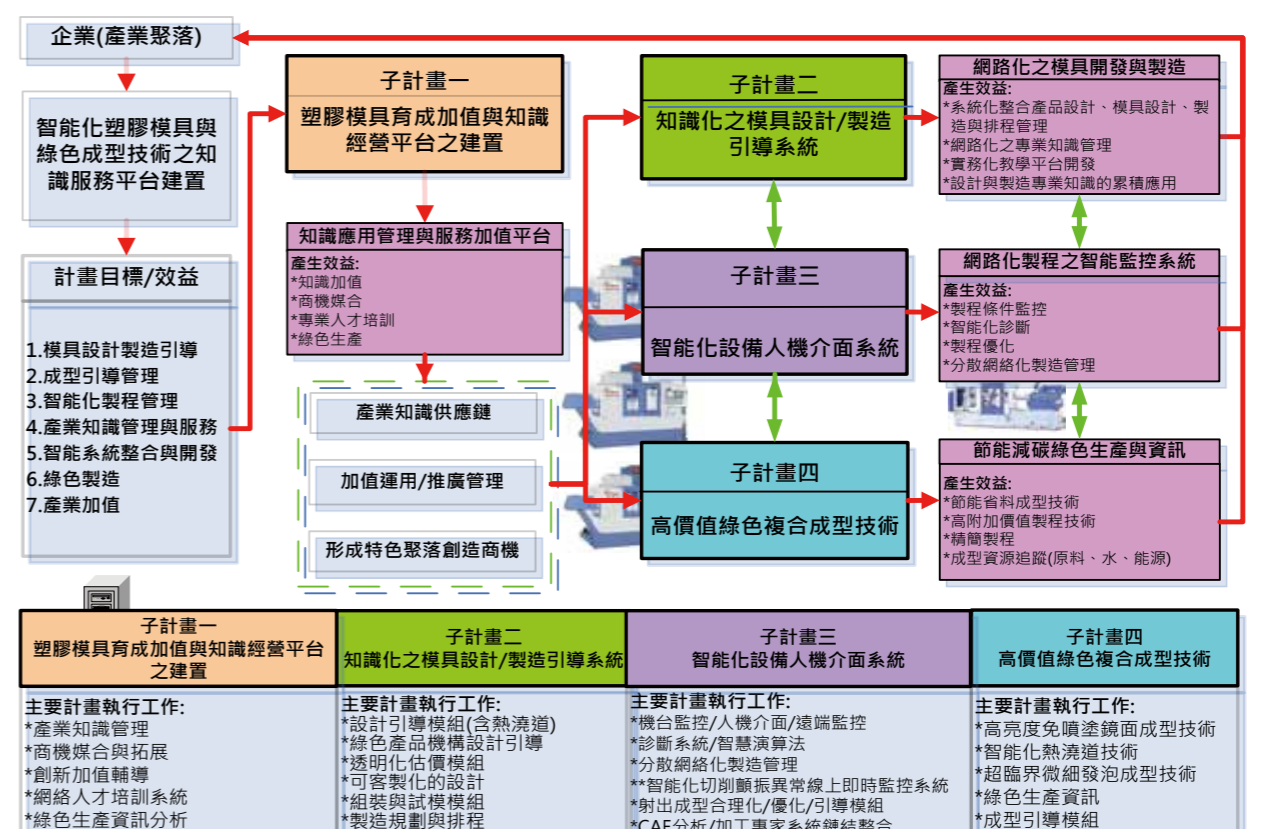 企業(產業聚落)
智能化塑膠模具與
綠色成型技術之知
識服務平台建置
計畫目標/效益
1.模具設計製造引導
2.成型引導管理
3.智能化製程管理
4.產業知識管理與服務
5.智能系統整合與開發
6.綠色製造
7.產業加值
子計畫一
塑膠模具育成加值與知識
經營平台之建置
知識應用管理與服務加值平台
產生效益:
*知識加值
*商機媒合
*專業人才培訓
*綠色生產
產業知識供應鏈
加值運用/推廣管理
形成特色聚落創造商機
子計畫二
知識化之模具設計/製造
引導系統
子計畫三
智能化設備人機介面系統
子計畫四
高價值綠色複合成型技術
網路化之模具開發與製造
產生效益:
*系統化整合產品設計、模具設計、製
造與排程管理
*網路化之專業知識管理
*實務化教學平台開發
*設計與製造專業知識的累積應用
網路化製程之智能監控系統
產生效益:
*製程條件監控
*智能化診斷
*製程優化
*分散網絡化製造管理
節能減碳綠色生產與資訊
產生效益:
*節能省料成型技術
*高附加價值製程技術
*精簡製程
*成型資源追蹤(原料、水、能源)
子計畫一
塑膠模具育成加值與知識經營平台
之建置
主要計畫執行工作:
*產業知識管理
*商機媒合與拓展
*創新加值輔導
*網絡人才培訓系統
*綠色生產資訊分析
子計畫二
知識化之模具設計/製造引導系統
主要計畫執行工作:
*設計引導模組(含熱澆道)
*綠色產品機構設計引導
*透明化估價模組
*可客製化的設計
*組裝與試模模組
*製造規劃與排程
子計畫三
智能化設備人機介面系統
主要計畫執行工作:
*機台監控/人機介面/遠端監控
*診斷系統/智慧演算法
*分散網絡化製造管理
**智能化切削顫振異常線上即時監控系統
*射出成型合理化/優化/引導模組
*CAE分析/加工專家系統鏈結整合
子計畫四
高價值綠色複合成型技術
主要計畫執行工作:
*高亮度免噴塗鏡面成型技術
*智能化熱澆道技術
*超臨界微細發泡成型技術
*綠色生產資訊
*成型引導模組